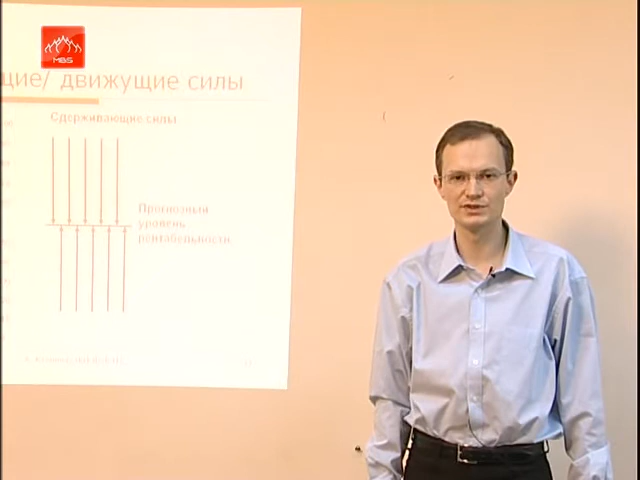 MBS
щие/ движущие силы
Сдерживающие силы
Прогнозный
уровень
рентабельности